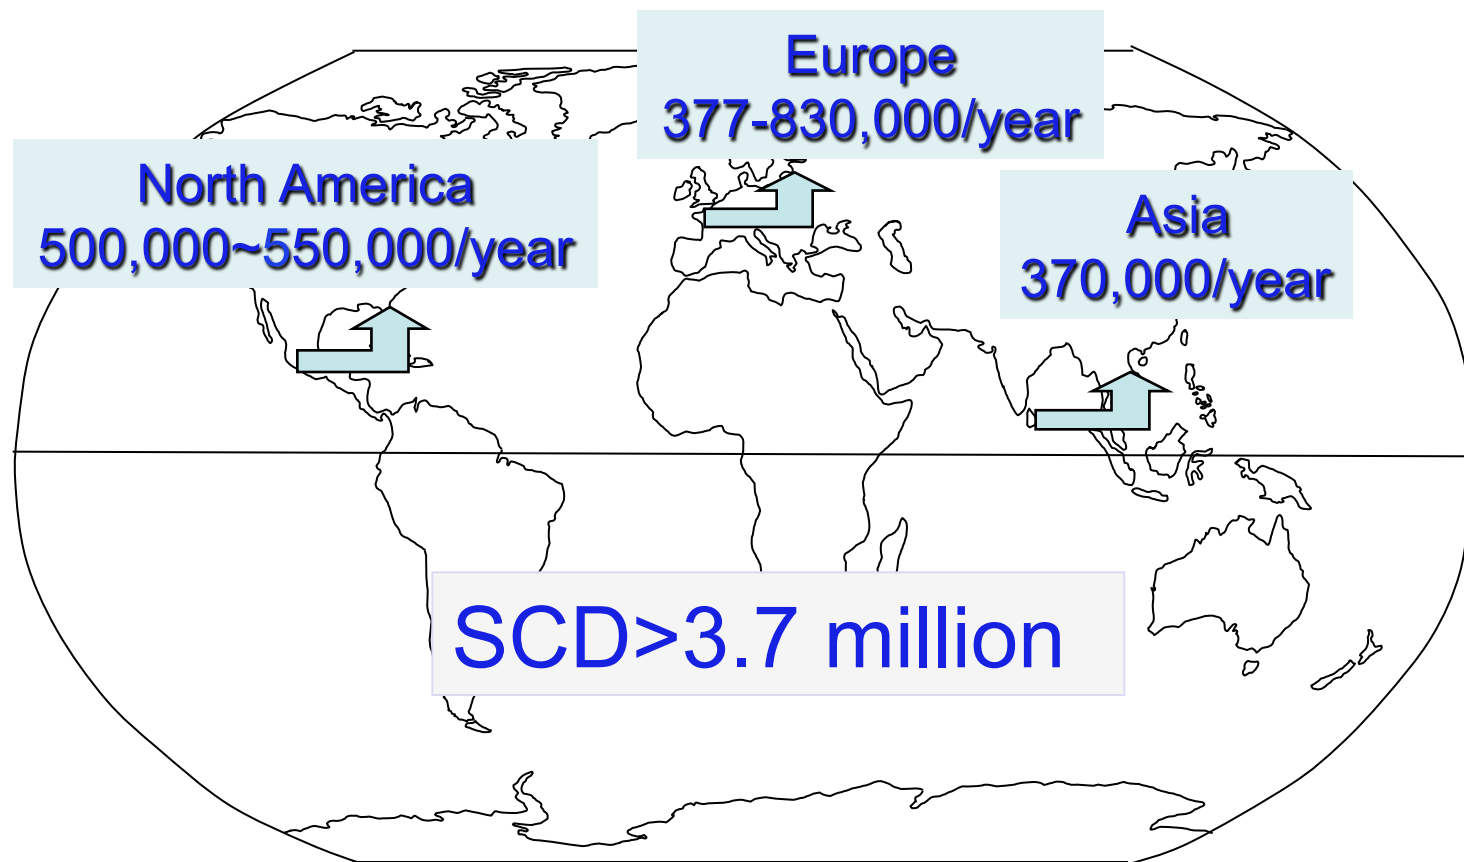 Europe
377-830,000/year
North America
500,000~550,000/year
Asia
370,000/year
SCD>3.7 million